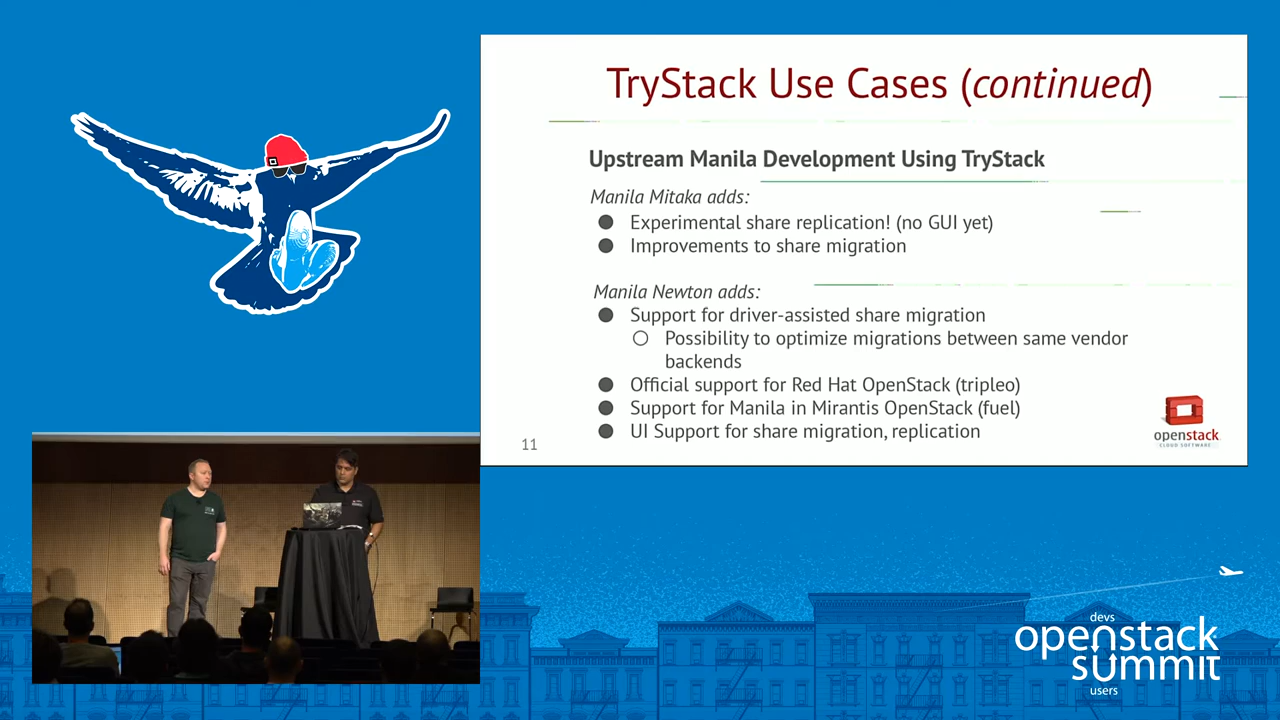 TryStack Use Cases (continued)
Upstream Manila Development Using TryStack
Manila Mitaka adds:
Experimental share replication! (no GUI yet)
Improvements to share migration
Manila Newton adds:
Support for driver-assisted share migration
Possibility to optimize migrations between same vendor
backends
Official support for Red Hat OpenStack (tripleo)
Support for Manila in Mirantis OpenStack (fuel)
UI Support for share migration, replication
11
openstack
CLOUD SOFTWARE
devs
openstack
summit
users